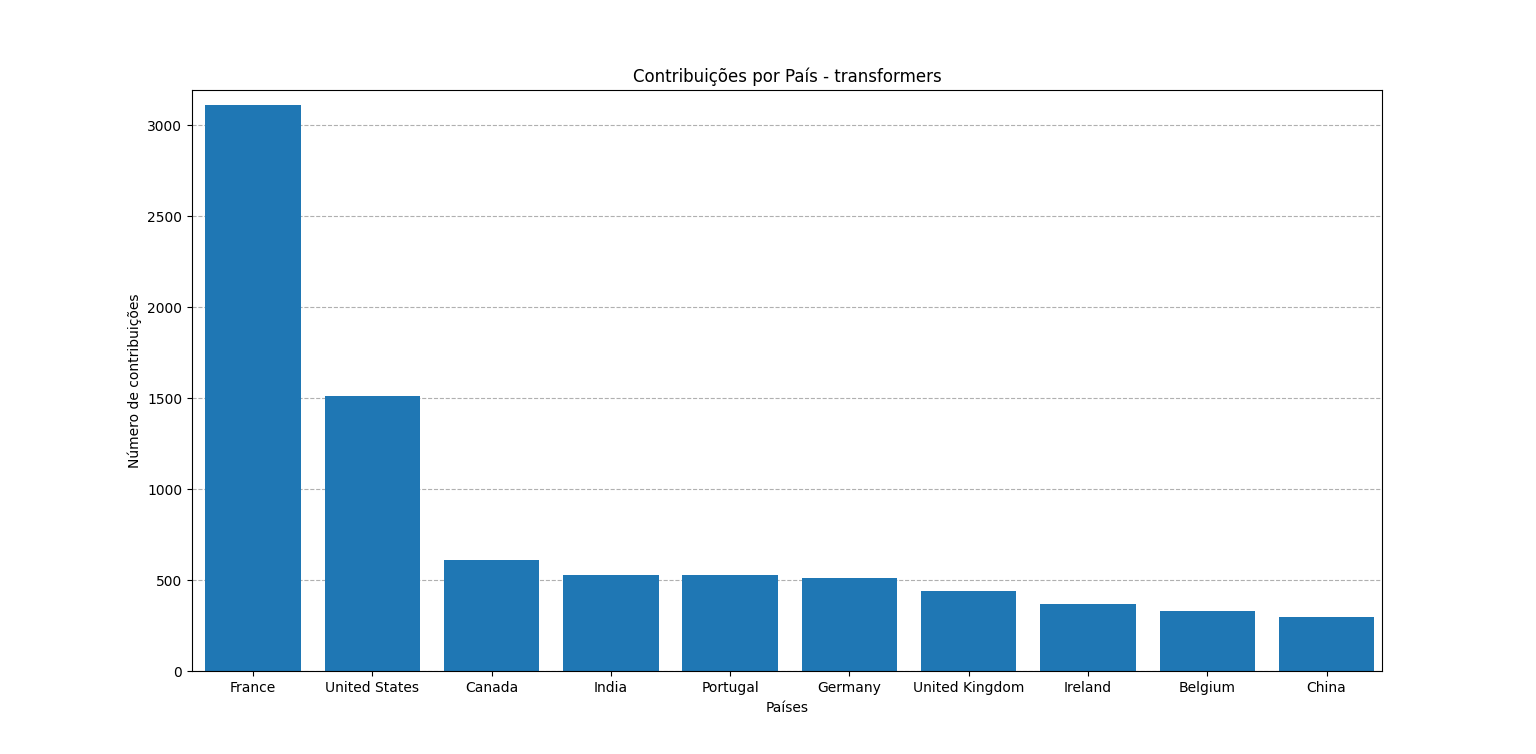 Contribuições por País - transformers
3000
2500
2000
1500
1000
500
0
Número de contribuições
France United States Canada India Portugal Germany United Kingdom Ireland Belgium China
Países